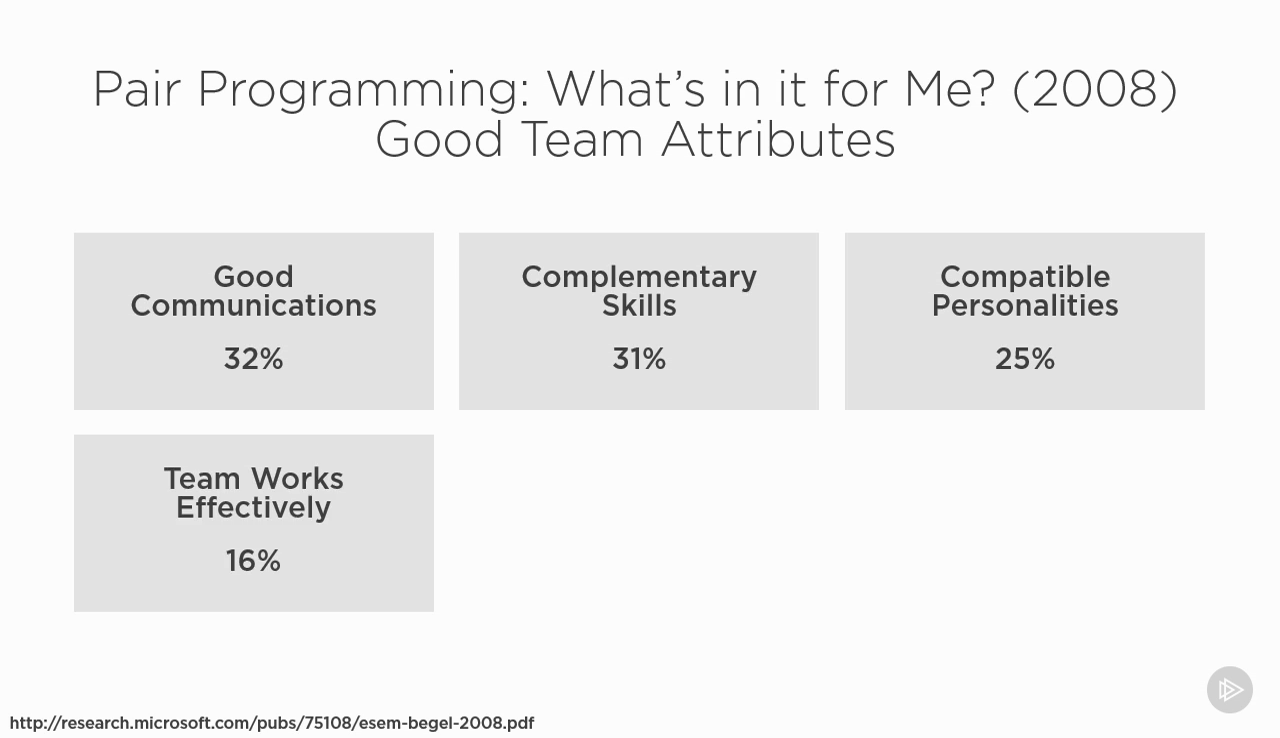 Pair Programming: What’s in it for Me? (2008)
Good Team Attributes
Good
Communications
32%
Complementary
Skills
31%
Compatible
Personalities
25%
Team Works
Effectively
16%
http://research.microsoft.com/pubs/75108/esem-begel-2008.pdf